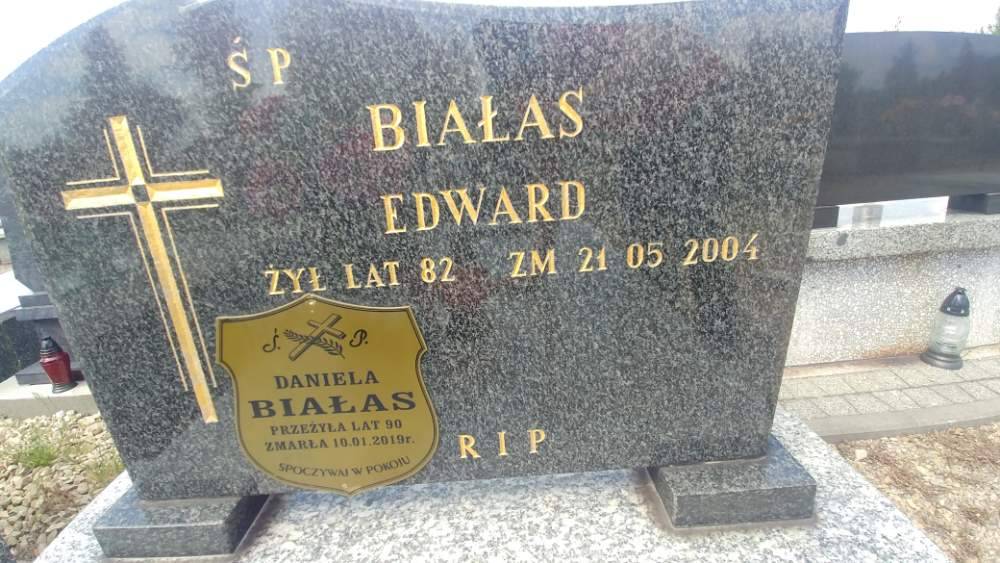 Ś P
BIAŁAS
EDWARD
ŻYŁ LAT 82 ZM 21 05 2004
Ś. P.
DANIELA
BIAŁAS
PRZEŻYŁA LAT 90
ZMARŁA 10.01.2019r.
SPOCZYWAJ W POKOJU
R I P